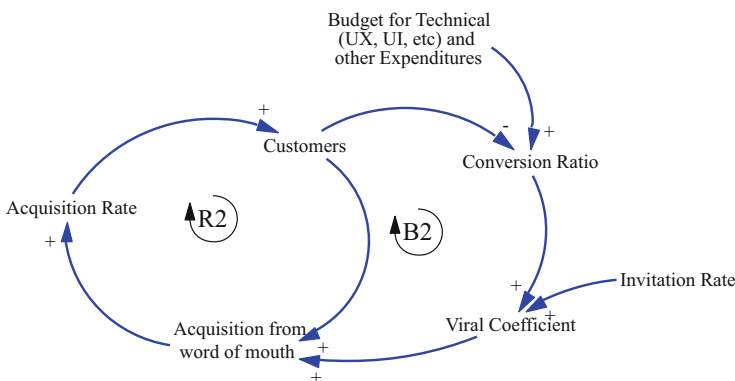 Budget for Technical
(UX, UI, etc) and
other Expenditures
+
-
+
Customers
Conversion Ratio
Acquisition Rate
R2
B2
+
Invitation Rate
+
+
Viral Coefficient
Acquisition from
word of mouth
+
+